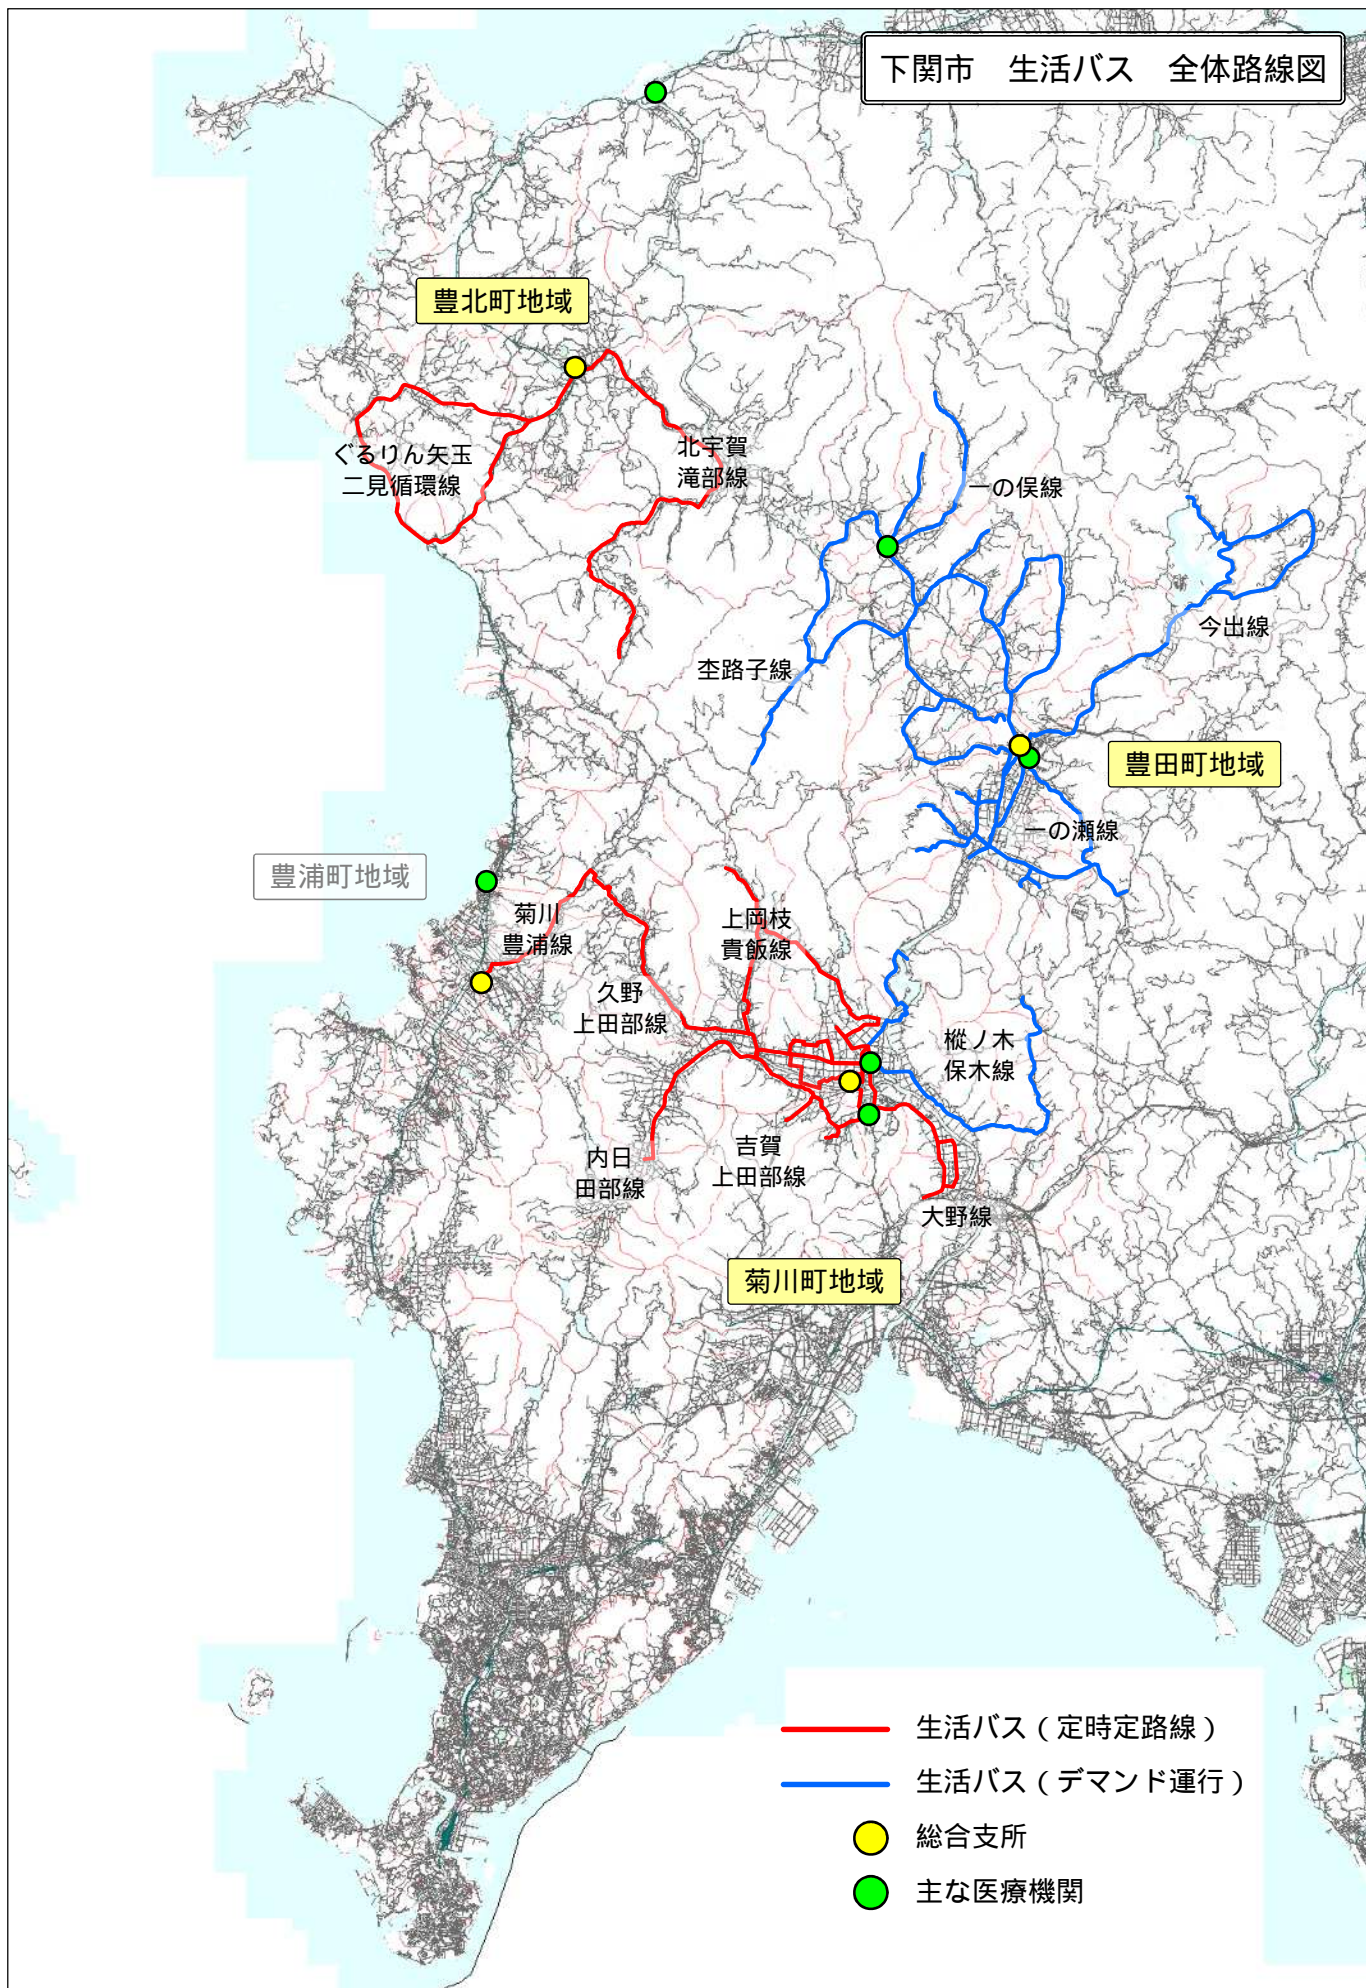 下関市　生活バス　全体路線図
豊北町地域
ぐるりん矢玉
二見循環線
北宇賀
滝部線
一の俣線
今出線
杢路子線
豊田町地域
一の瀬線
豊浦町地域
菊川
豊浦線
上岡枝
貴飯線
久野
上田部線
樅ノ木
保木線
内日
田部線
吉賀
上田部線
大野線
菊川町地域
生活バス（定時定路線）
生活バス（デマンド運行）
総合支所
主な医療機関